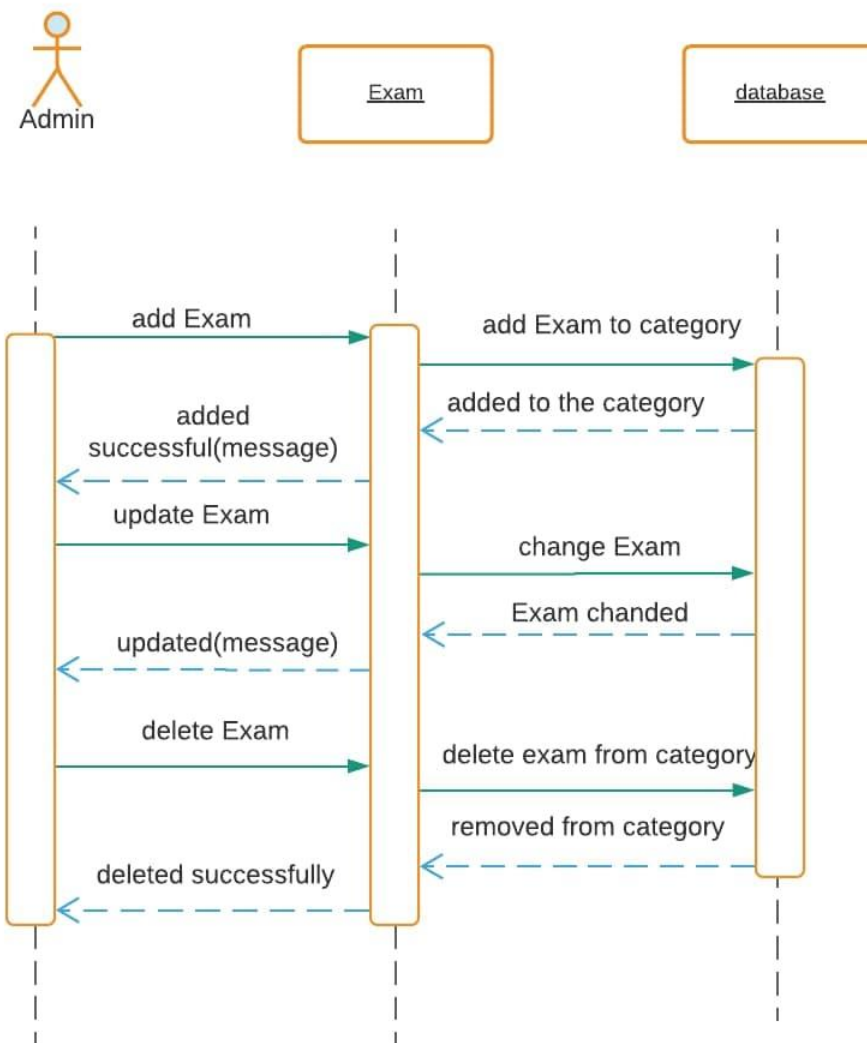 Admin
Exam
database
add Exam
add Exam to category
added to the category
added
successful(message)
update Exam
change Exam
Exam chanded
updated(message)
delete Exam
delete exam from category
removed from category
deleted successfully